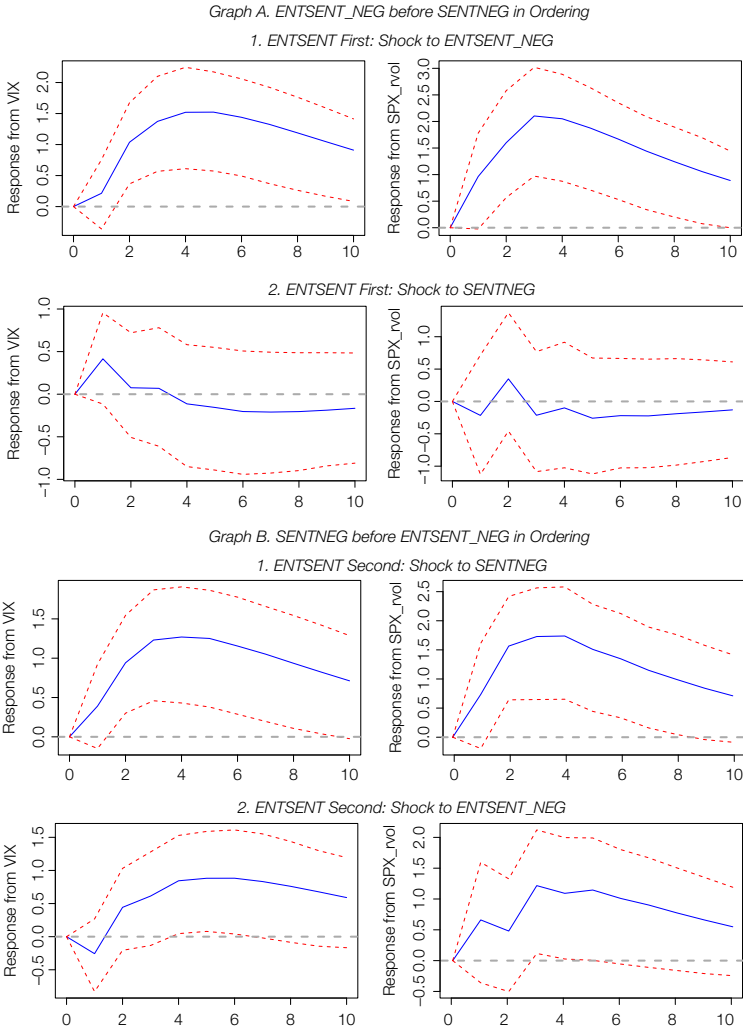 Graph A. ENTSENT_NEG before SENTNEG in Ordering
1. ENTSENT First: Shock to ENTSENT_NEG
Response from VIX
0.0 0.5 1.0 1.5 2.0
0 2 4 6 8 10
Response from SPX_rvol
0.0 0.5 1.0 1.5 2.0 2.5 3.0
0 2 4 6 8 10
2. ENTSENT First: Shock to SENTNEG
Response from VIX
−1.0 −0.5 0.0 0.5 1.0
0 2 4 6 8 10
Response from SPX_rvol
−1.0 −0.5 0.0 0.5 1.0
0 2 4 6 8 10
Graph B. SENTNEG before ENTSENT_NEG in Ordering
1. ENTSENT Second: Shock to SENTNEG
Response from VIX
0.0 0.5 1.0 1.5
0 2 4 6 8 10
Response from SPX_rvol
0.0 0.5 1.0 1.5 2.0 2.5
0 2 4 6 8 10
2. ENTSENT Second: Shock to ENTSENT_NEG
Response from VIX
−0.5 0.0 0.5 1.0 1.5
0 2 4 6 8 10
Response from SPX_rvol
−0.5 0.0 0.5 1.0 1.5 2.0
0 2 4 6 8 10